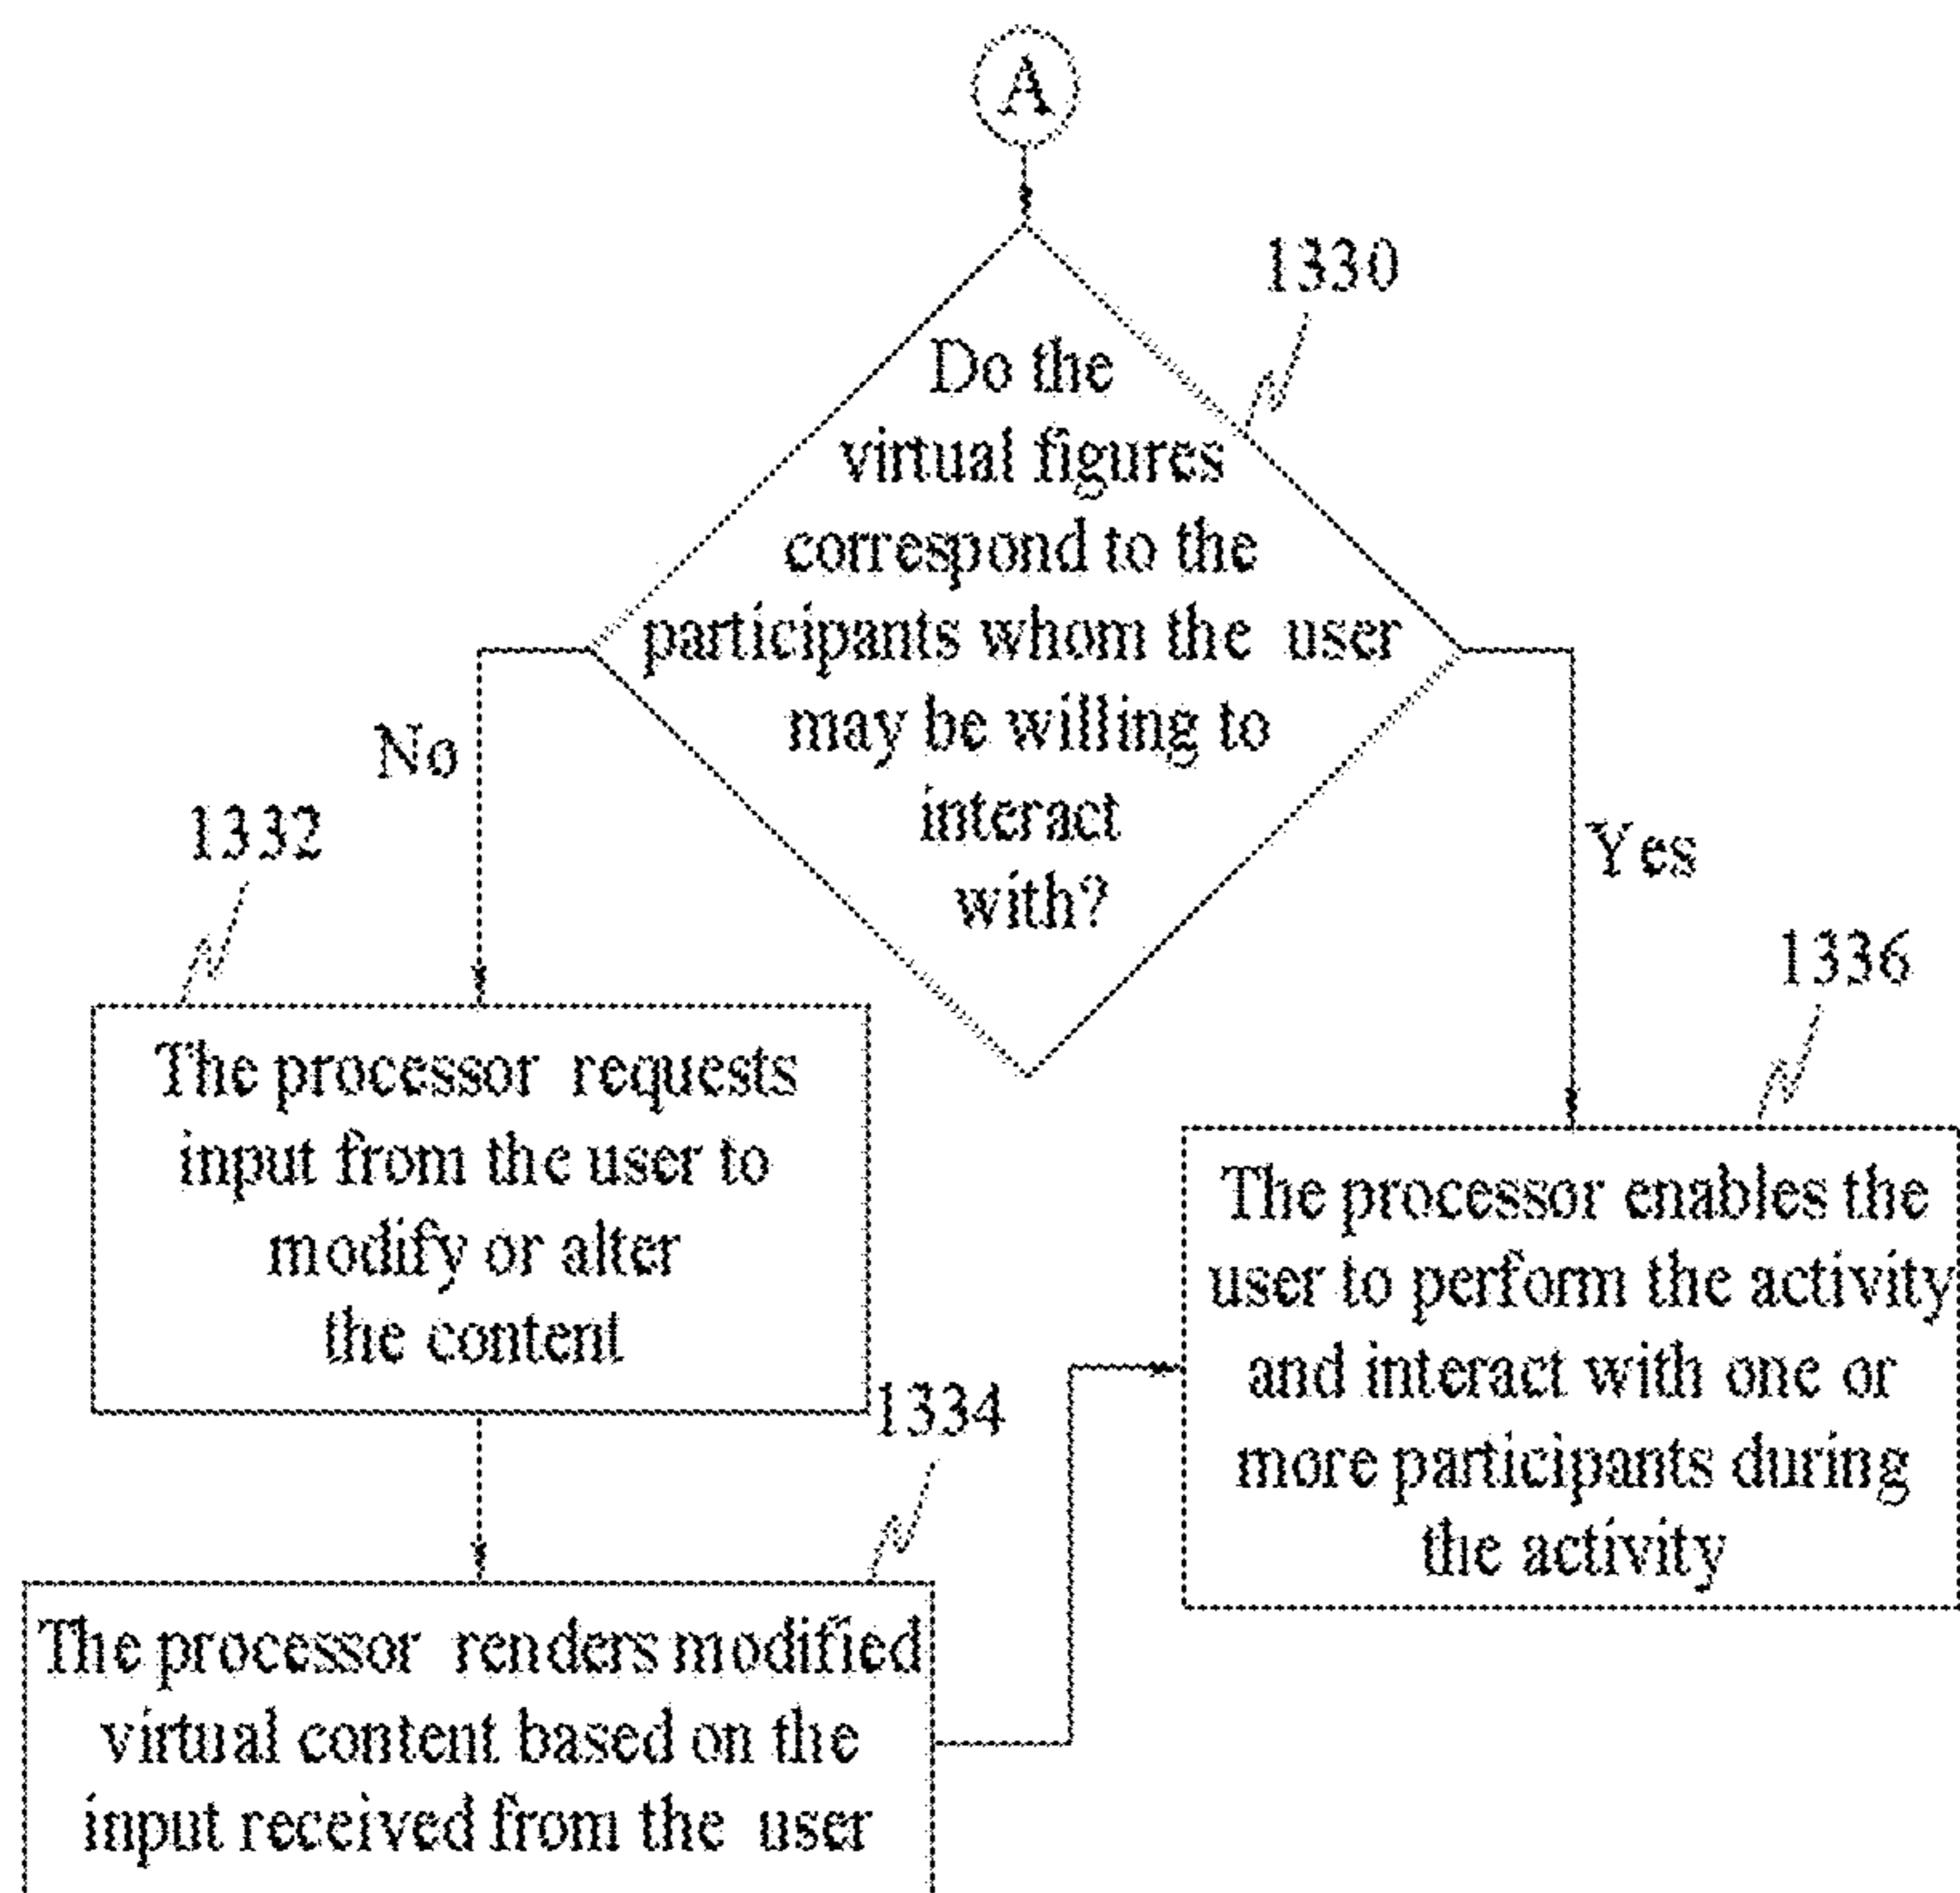 A
1330
Do the
virtual figures
correspond to the
participants whom the user
may be willing to
interact
with?
No
Yes
1332
The processor requests
input from the user to
modify or alter
the content
1336
The processor enables the
user to perform the activity
and interact with one or
more participants during
the activity
1334
The processor renders modified
virtual content based on the
input received from the user